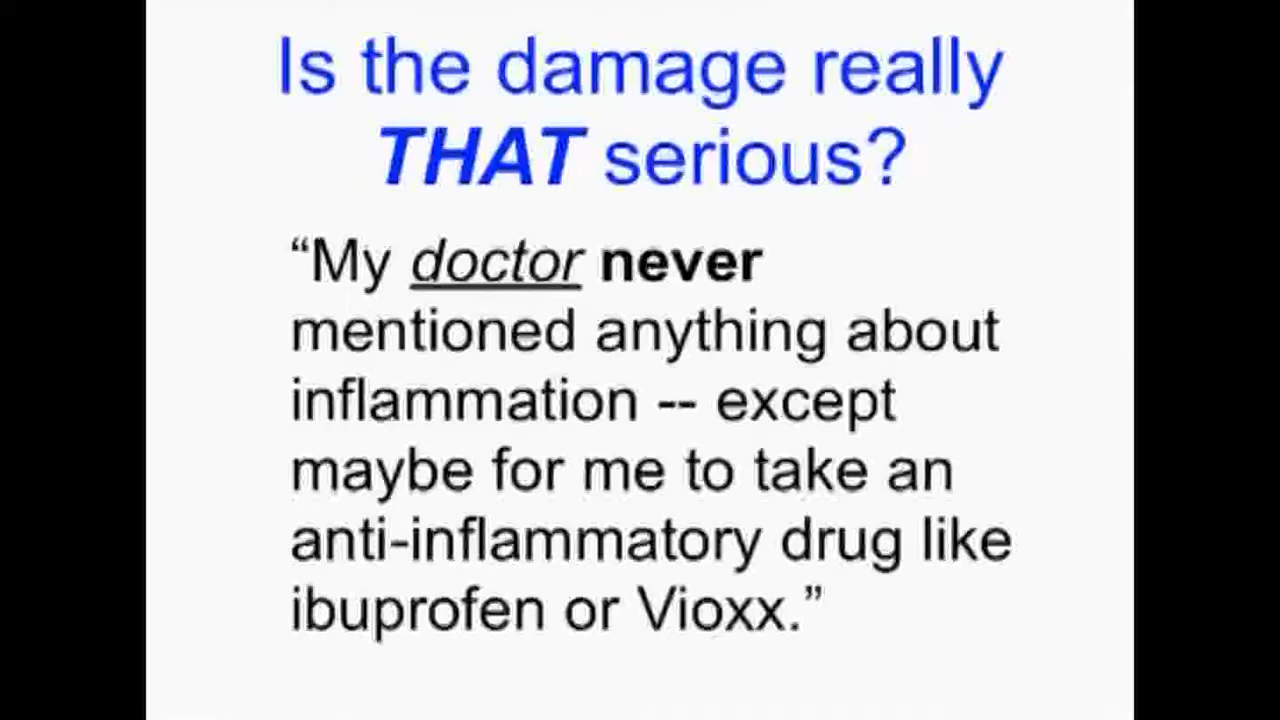 Is the damage really
THAT serious?
“My doctor never
mentioned anything about
inflammation -- except
maybe for me to take an
anti-inflammatory drug like
ibuprofen or Vioxx.”